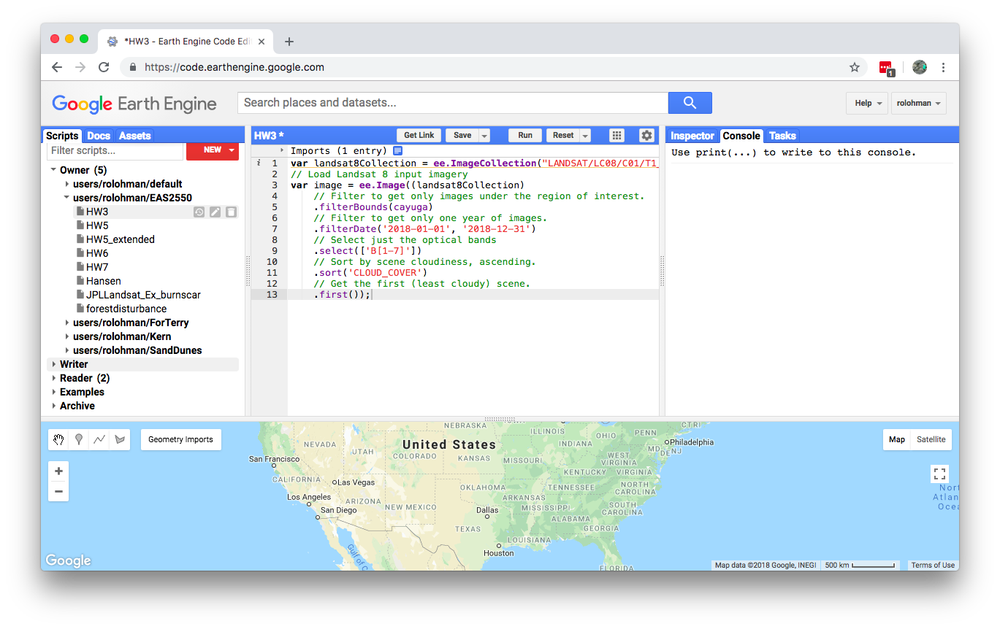 *HW3 - Earth Engine Code Edi
https://code.earthengine.google.com
1
Google Earth Engine
Search places and datasets...
Help
rolohman
Scripts Docs Assets
Filter scripts...
NEW
Owner (5)
users/rolohman/default
users/rolohman/EAS2550
HW3
HW5
HW5_extended
HW6
HW7
Hansen
JPLLandsat_Ex_burnscar
forestdisturbance
users/rolohman/ForTerry
users/rolohman/Kern
users/rolohman/SandDunes
Writer
Reader (2)
Examples
Archive
HW3 *
Get Link Save Run Reset
Imports (1 entry)
i 1 var landsat8Collection = ee.ImageCollection("LANDSAT/LC08/C01/T1_
2 // Load Landsat 8 input imagery
3 var image = ee.Image((landsat8Collection)
4 // Filter to get only images under the region of interest.
5 .filterBounds(cayuga)
6 // Filter to get only one year of images.
7 .filterDate('2018-01-01', '2018-12-31')
8 // Select just the optical bands
9 .select(['B[1-7]'])
10 // Sort by scene cloudiness, ascending.
11 .sort('CLOUD_COVER')
12 // Get the first (least cloudy) scene.
13 .first());
Inspector Console Tasks
Use print(...) to write to this console.
Geometry Imports
Map Satellite
+
−
United States
NEBRASKA
NEVADA
UTAH
COLORADO
KANSAS
MISSOURI
ILLINOIS
INDIANA
OHIO
PENN
CT RI
MD
DE NJ
Philadelphia
WEST
VIRGINIA
KENTUCKY
VIRGINIA
San Francisco
CALIFORNIA
Las Vegas
Los Angeles
San Diego
ARIZONA
NEW MEXICO
OKLAHOMA
ARKANSAS
TENNESSEE
NORTH
CAROLINA
SOUTH
CAROLINA
MISSISSIPPI
ALABAMA
GEORGIA
Dallas
TEXAS
LOUISIANA
Houston
FLORIDA
Gulf of C
Nort
Atlan
Ocea
Google
Map data ©2018 Google, INEGI
500 km
Terms of Use